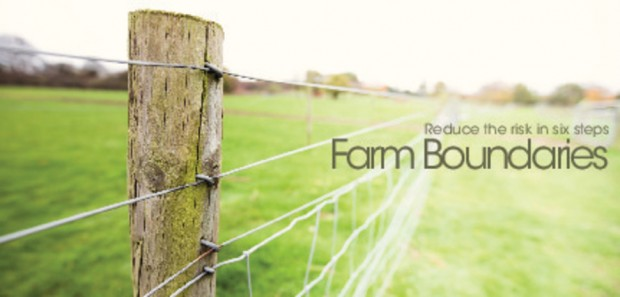 Reduce the risk in six steps
Farm Boundaries